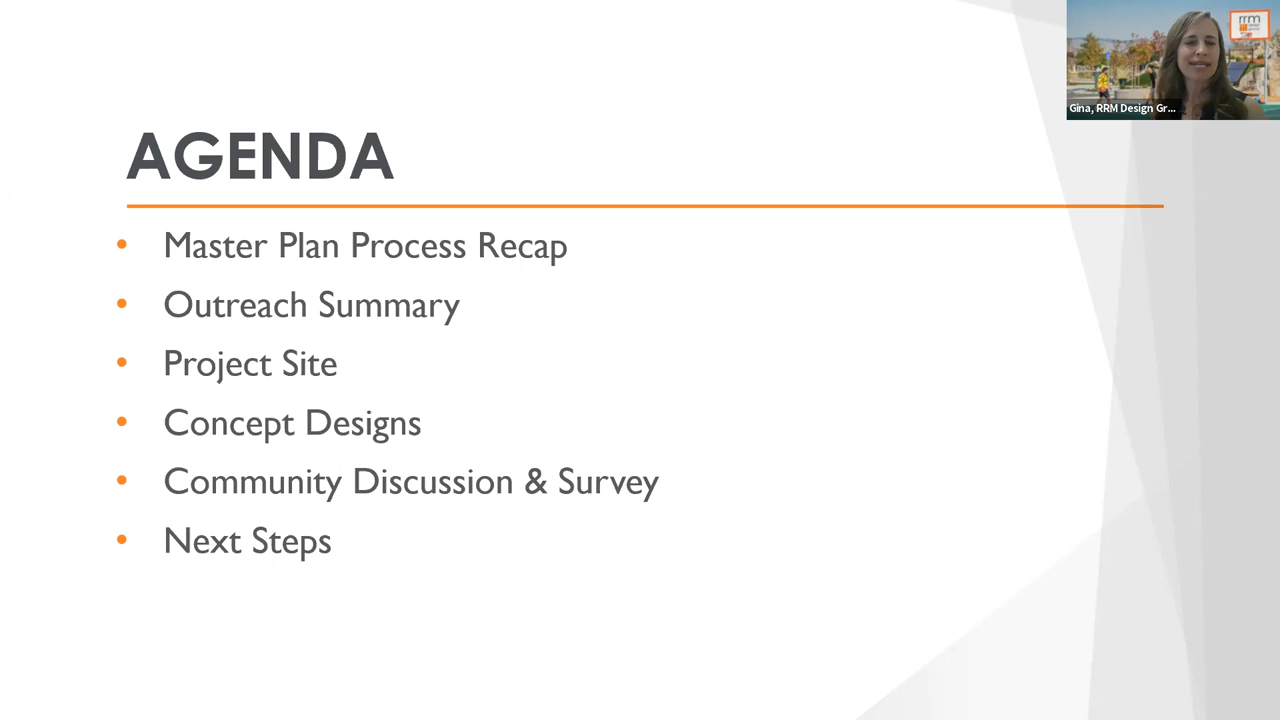 AGENDA
• Master Plan Process Recap
• Outreach Summary
• Project Site
• Concept Designs
• Community Discussion & Survey
• Next Steps
rrm
Gina, RRM Design Gr...